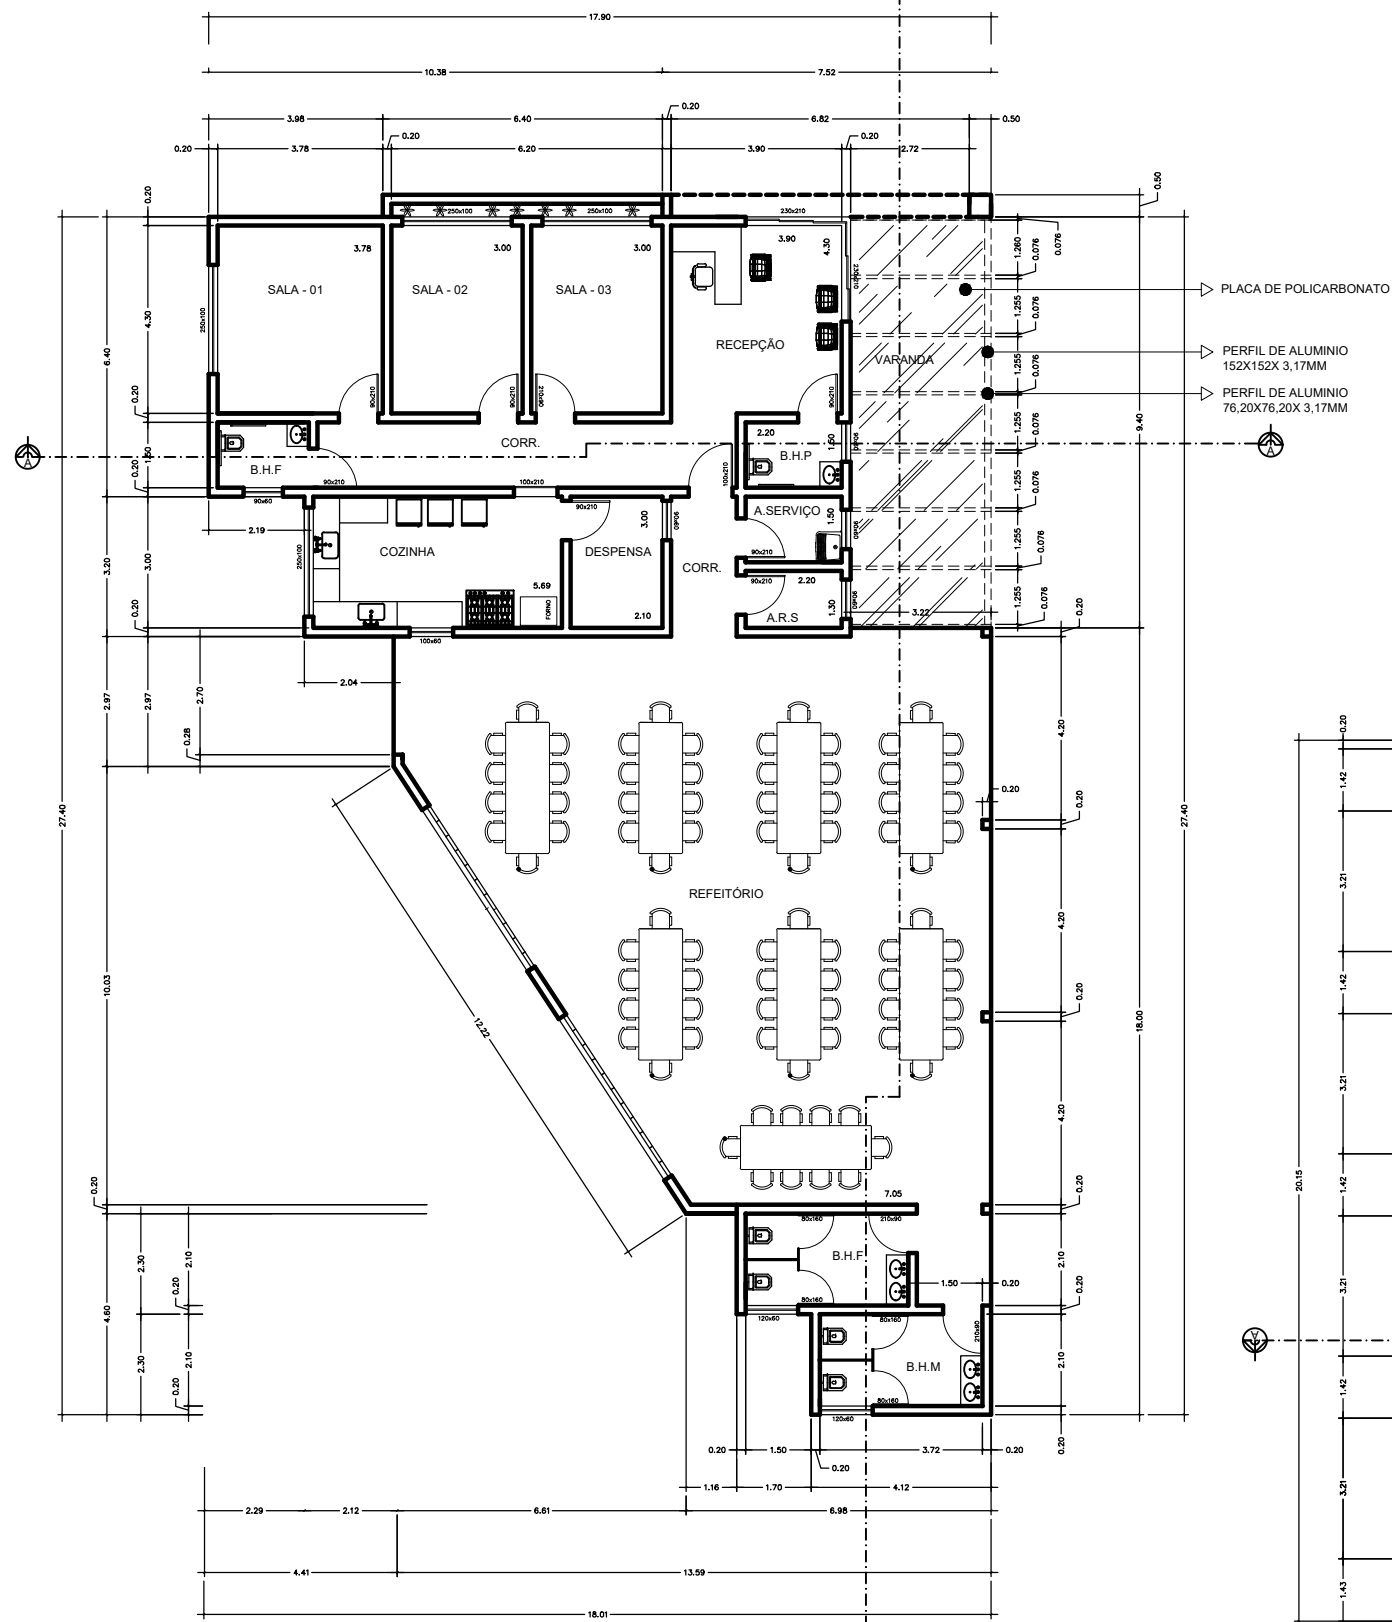 17.90
10.38 7.52
0.20
3.98 6.40 6.82 0.50
0.20 0.20
0.20 3.78 6.20 3.90 2.72
0.20 0.50
250x100 250x100 230x210
3.78 3.00 3.00 3.90 4.30
1.260 0.076 0.076
SALA - 01 SALA - 02 SALA - 03
230x210
PLACA DE POLICARBONATO
250x100 4.30 6.40
1.255 0.076
RECEPÇÃO
VARANDA
PERFIL DE ALUMINIO
152X152X 3,17MM
1.255 0.076
PERFIL DE ALUMINIO
76,20X76,20X 3,17MM
90x210 90x210 210x90 90x210
0.20
1.255 0.076
9.40
CORR.
2.20 1.50
A A
B.H.F B.H.P
1.50 0.20
90x210 100x210 100x210
1.255 0.076
90x60
2.19
90x210
3.00
A.SERVIÇO
1.50
COZINHA DESPENSA
250x100
3.20 3.00
90x210
1.255 0.076
CORR.
5.69
90x210 2.20
FORNO
2.10
A.R.S
1.30
3.22
1.255 0.076
0.20
0.20
100x60
2.04
2.97 2.97 2.70
0.28
4.20
0.20
0.20
27.40
0.20
1.42
27.40
3.21
REFEITÓRIO
4.20
1.42
10.03
12.22
0.20
18.00
3.21
4.20
1.42
20.15
0.20
7.05
0.20
80x160 210x90
2.30 2.10
B.H.F
2.10
3.21
1.50 0.20
0.20
80x160
0.20
120x60
80x160
210x90
4.60
A
2.30 2.10
B.H.M
2.10
1.42
80x160
0.20
120x60
0.20 1.50 3.72 0.20 0.20
0.20
1.16 1.70 4.12
3.21
2.29 2.12 6.61 6.98
4.41 13.59
1.43
18.01